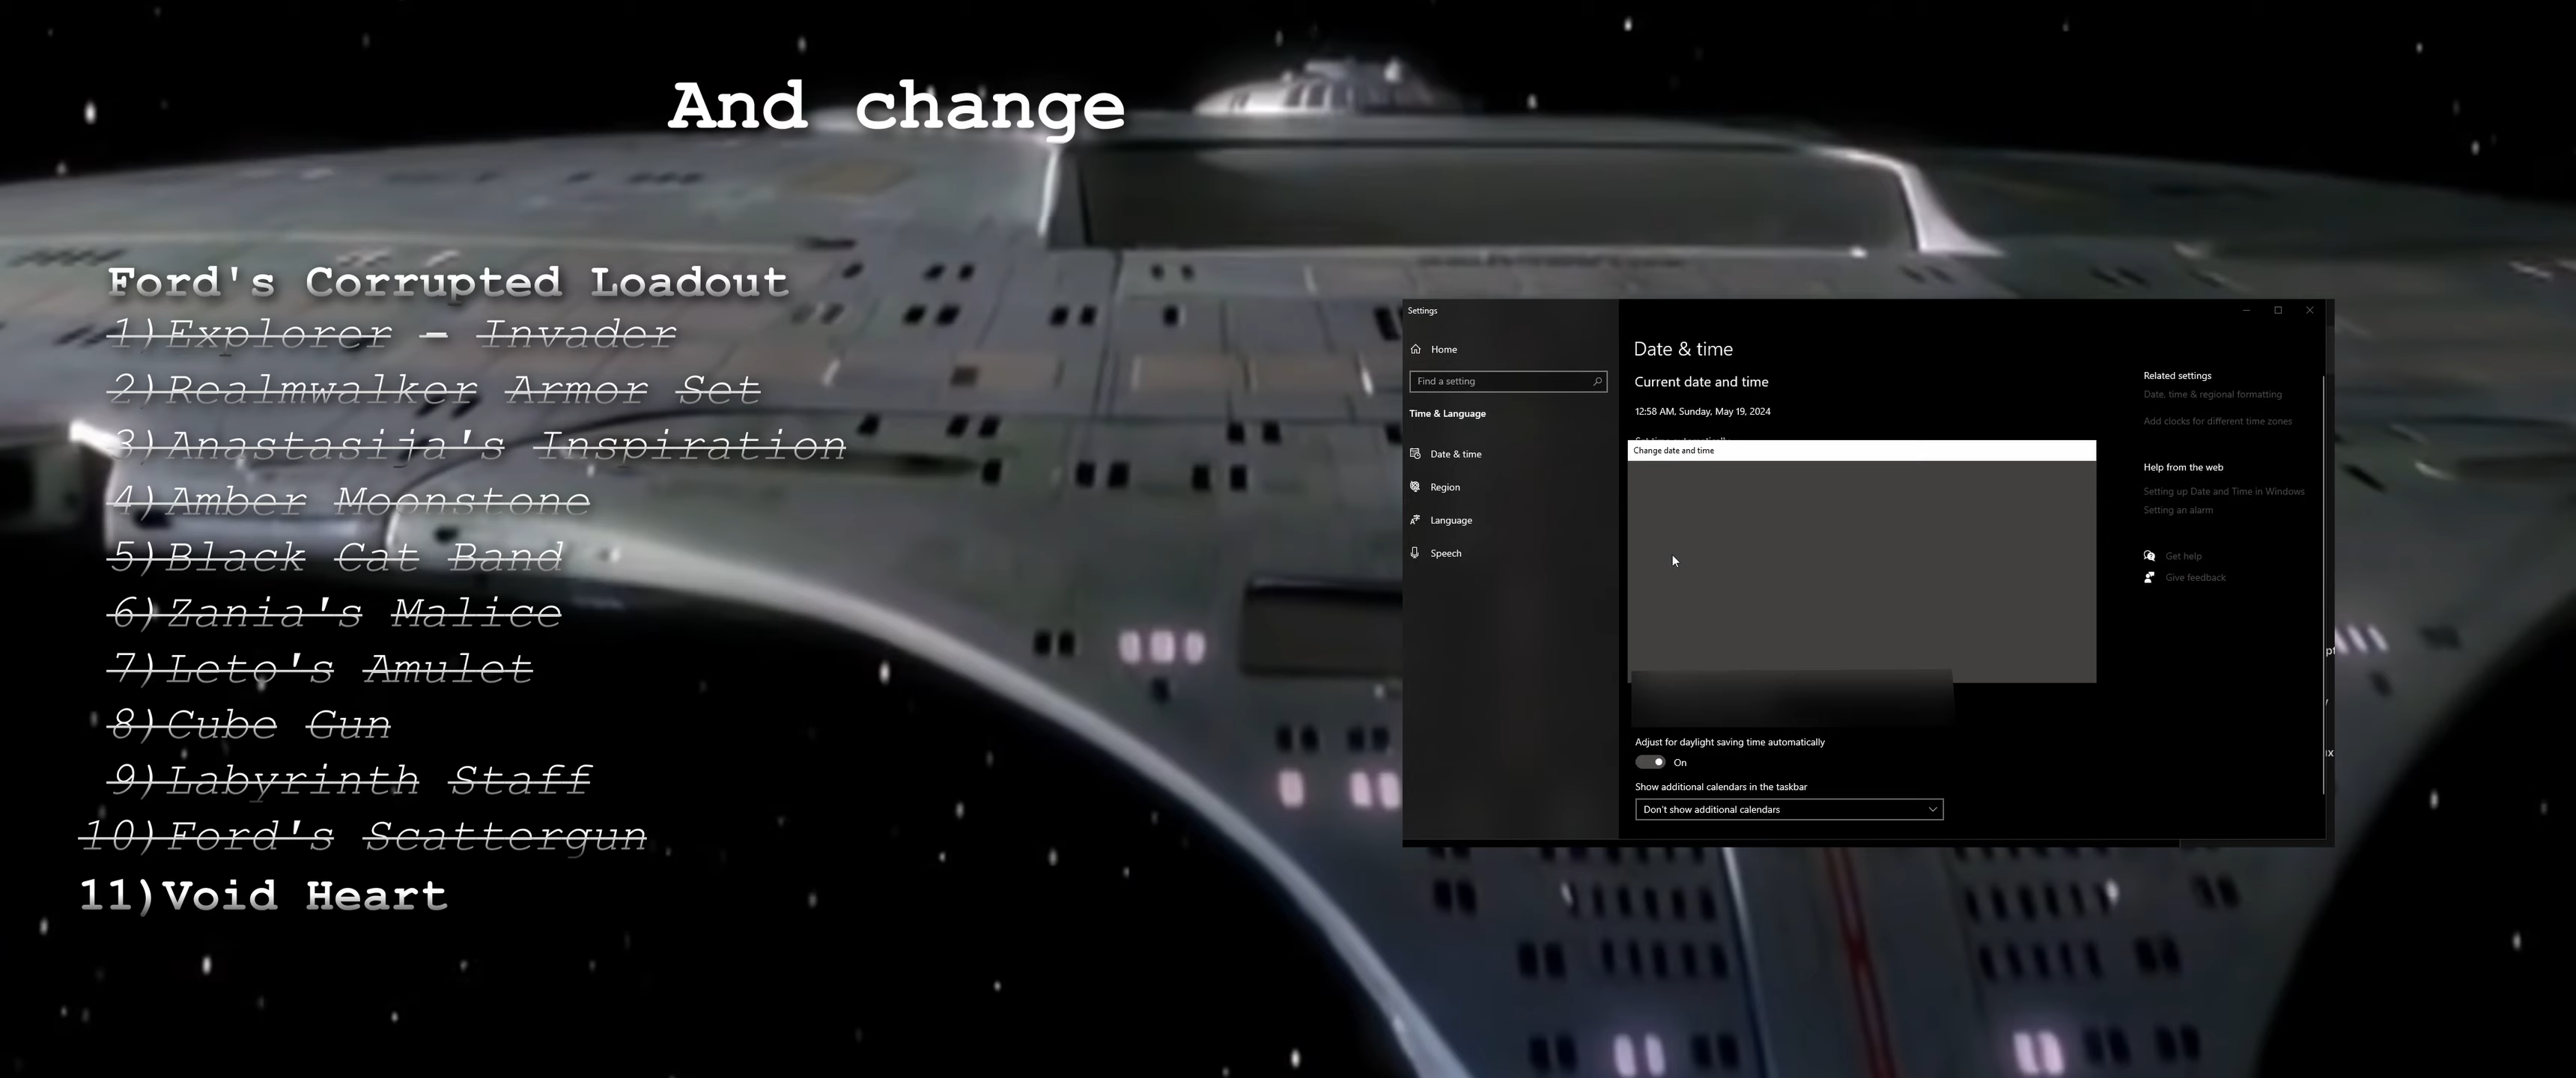 And change
Ford's Corrupted Loadout
1)Explorer - Invader
2)Realmwalker Armor Set
3)Anastasija's Inspiration
4)Amber Moonstone
5)Black Cat Band
6)Zania's Malice
7)Leto's Amulet
8)Cube Gun
9)Labyrinth Staff
10)Ford's Scattergun
11)Void Heart
Settings
Home
Find a setting
Time & Language
Date & time
Region
Language
Speech
Date & time
Current date and time
12:58 AM, Sunday, May 19, 2024
Change date and time
Adjust for daylight saving time automatically
On
Show additional calendars in the taskbar
Don't show additional calendars
Related settings
Date, time & regional formatting
Add clocks for different time zones
Help from the web
Setting up Date and Time in Windows
Setting an alarm
Get help
Give feedback